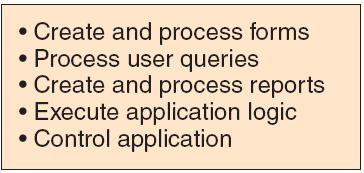 • Create and process forms
• Process user queries
• Create and process reports
• Execute application logic
• Control application